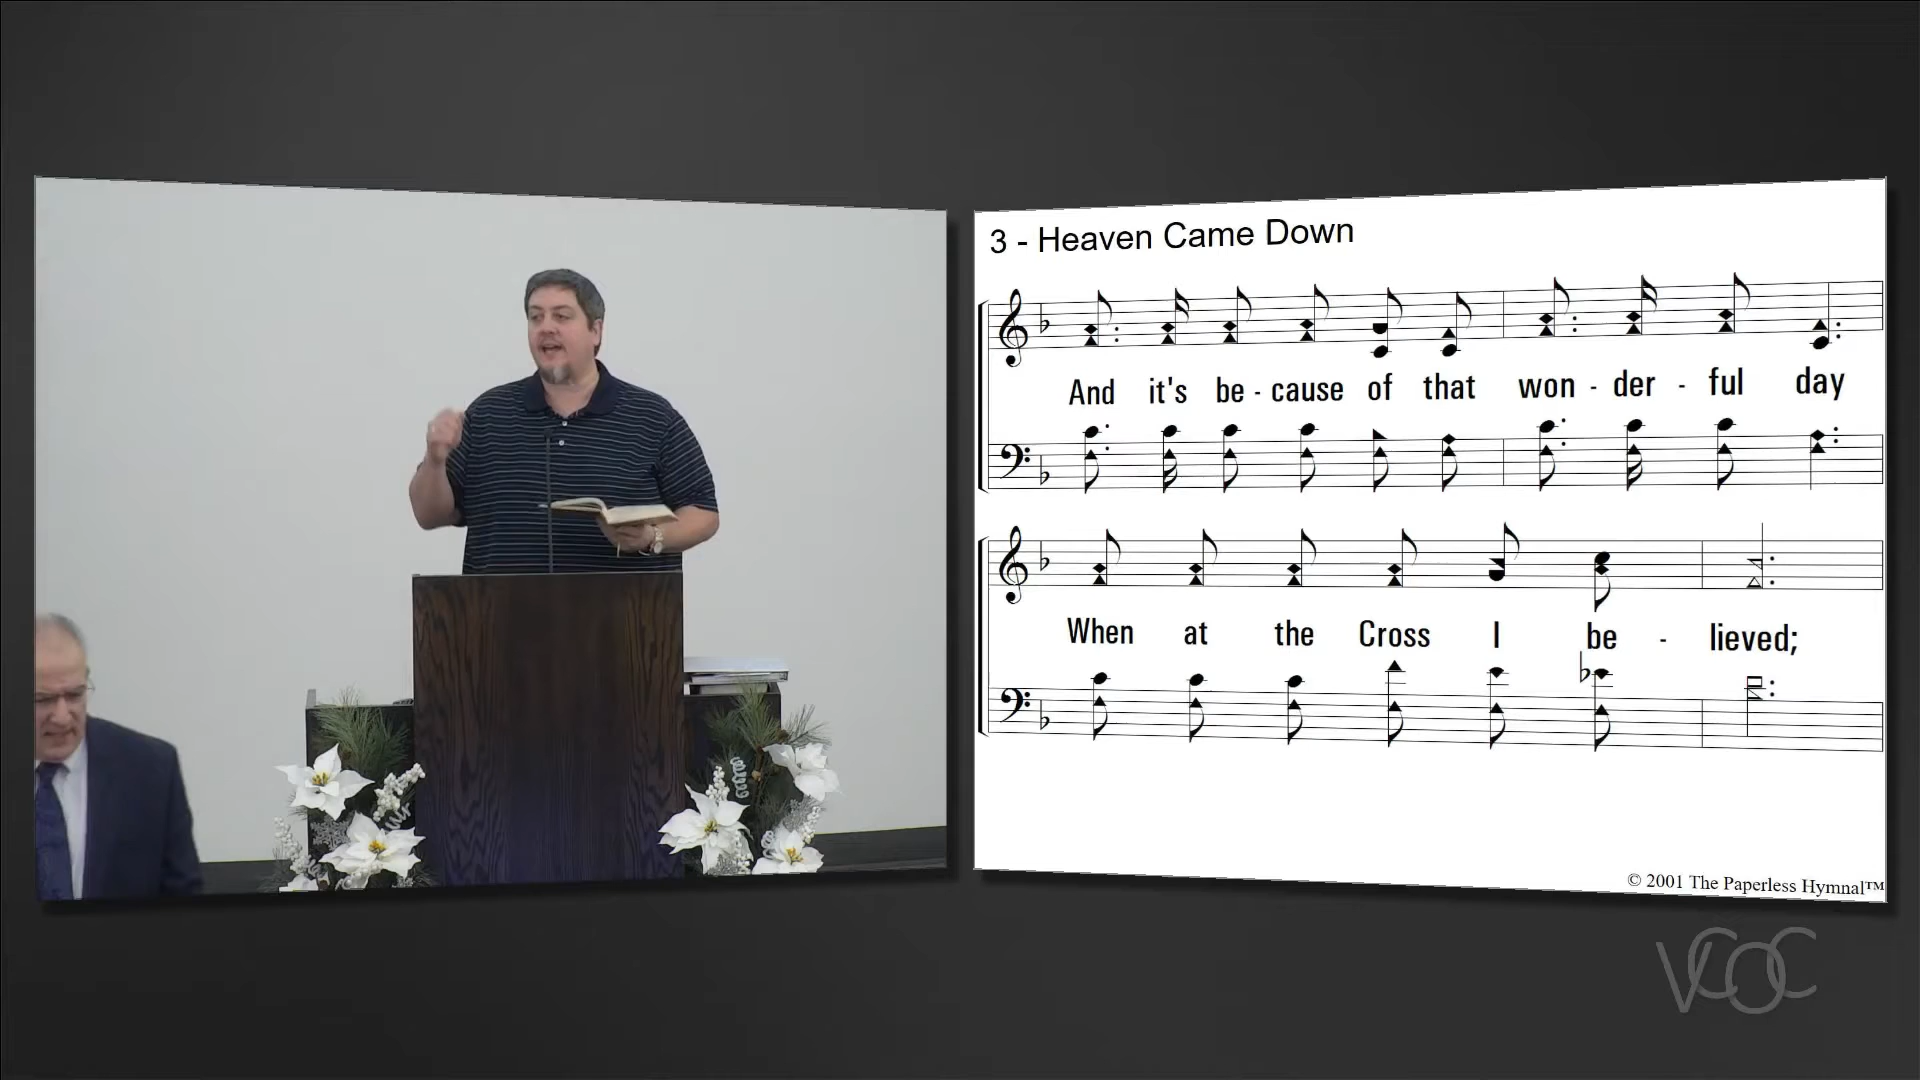 3 - Heaven Came Down
And it's be - cause of that won - der - ful day
When at the Cross I be - lieved;
© 2001 The Paperless Hymnal™
VCOC